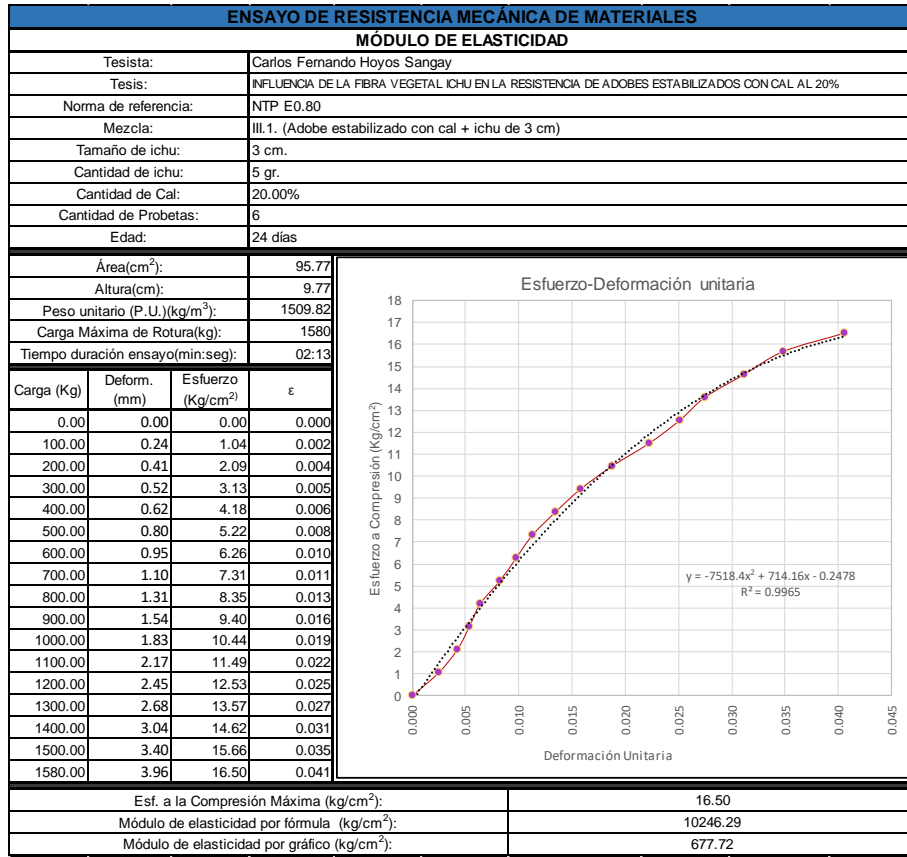 ENSAYO DE RESISTENCIA MECÁNICA DE MATERIALES
MÓDULO DE ELASTICIDAD
Tesista: Carlos Fernando Hoyos Sangay
Tesis: INFLUENCIA DE LA FIBRA VEGETAL ICHU EN LA RESISTENCIA DE ADOBES ESTABILIZADOS CON CAL AL 20%
Norma de referencia: NTP E0.80
Mezcla: III.1. (Adobe estabilizado con cal + ichu de 3 cm)
Tamaño de ichu: 3 cm.
Cantidad de ichu: 5 gr.
Cantidad de Cal: 20.00%
Cantidad de Probetas: 6
Edad: 24 días
Área(cm²): 95.77
Altura(cm): 9.77
Peso unitario (P.U.)(kg/m³): 1509.82
Carga Máxima de Rotura(kg): 1580
Tiempo duración ensayo(min:seg): 02:13
Carga (Kg) Deform. (mm) Esfuerzo (Kg/cm²) ε
0.00 0.00 0.00 0.000
100.00 0.24 1.04 0.002
200.00 0.41 2.09 0.004
300.00 0.52 3.13 0.005
400.00 0.62 4.18 0.006
500.00 0.80 5.22 0.008
600.00 0.95 6.26 0.010
700.00 1.10 7.31 0.011
800.00 1.31 8.35 0.013
900.00 1.54 9.40 0.016
1000.00 1.83 10.44 0.019
1100.00 2.17 11.49 0.022
1200.00 2.45 12.53 0.025
1300.00 2.68 13.57 0.027
1400.00 3.04 14.62 0.031
1500.00 3.40 15.66 0.035
1580.00 3.96 16.50 0.041
Esfuerzo-Deformación unitaria
Esfuerzo a Compresión (Kg/cm²)
18
17
16
15
14
13
12
11
10
9
8
7
6
5
4
3
2
1
0
y = -7518.4x² + 714.16x - 0.2478
R² = 0.9965
0.000 0.005 0.010 0.015 0.020 0.025 0.030 0.035 0.040 0.045
Deformación Unitaria
Esf. a la Compresión Máxima (kg/cm²): 16.50
Módulo de elasticidad por fórmula (kg/cm²): 10246.29
Módulo de elasticidad por gráfico (kg/cm²): 677.72